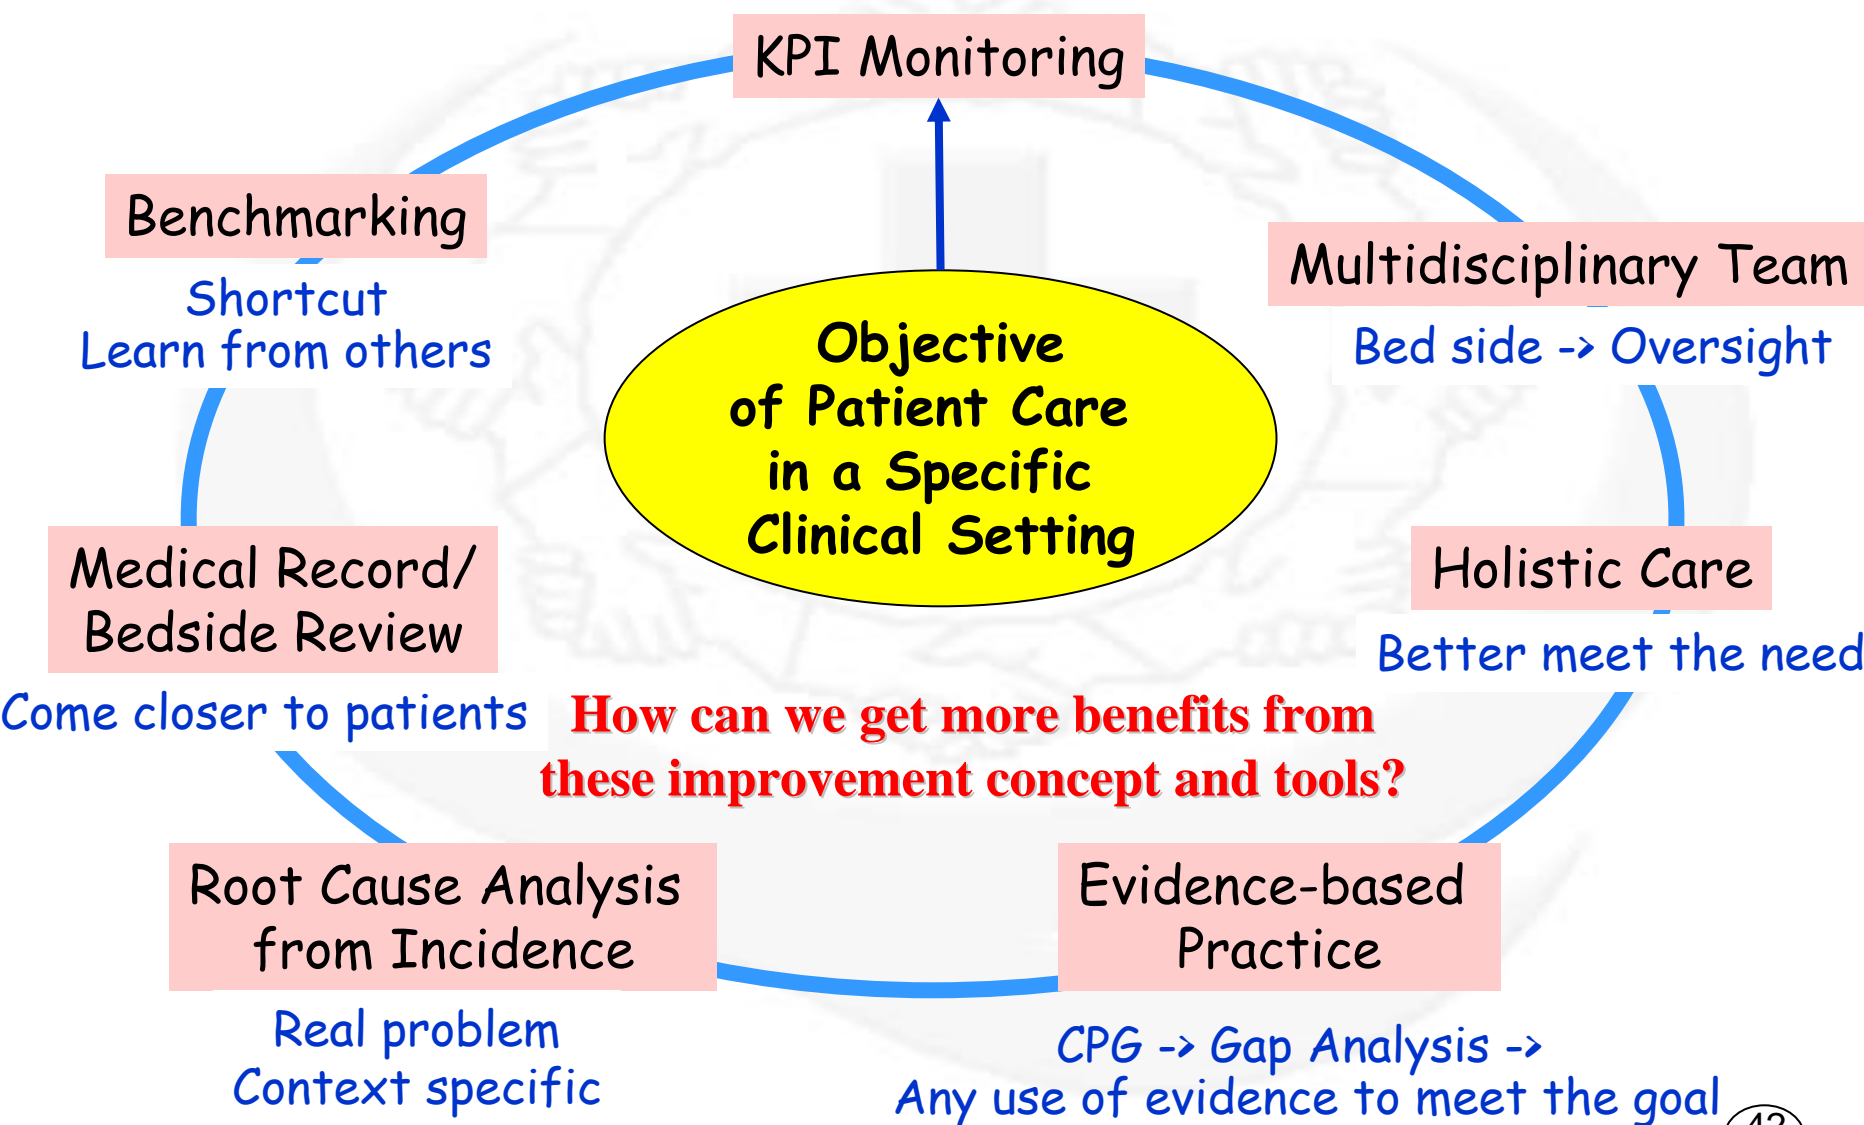 KPI Monitoring
Benchmarking
Shortcut
Learn from others
Multidisciplinary Team
Bed side -> Oversight
Objective
of Patient Care
in a Specific
Clinical Setting
Medical Record/
Bedside Review
Come closer to patients
Holistic Care
Better meet the need
How can we get more benefits from
these improvement concept and tools?
Root Cause Analysis
from Incidence
Real problem
Context specific
Evidence-based
Practice
CPG -> Gap Analysis ->
Any use of evidence to meet the goal